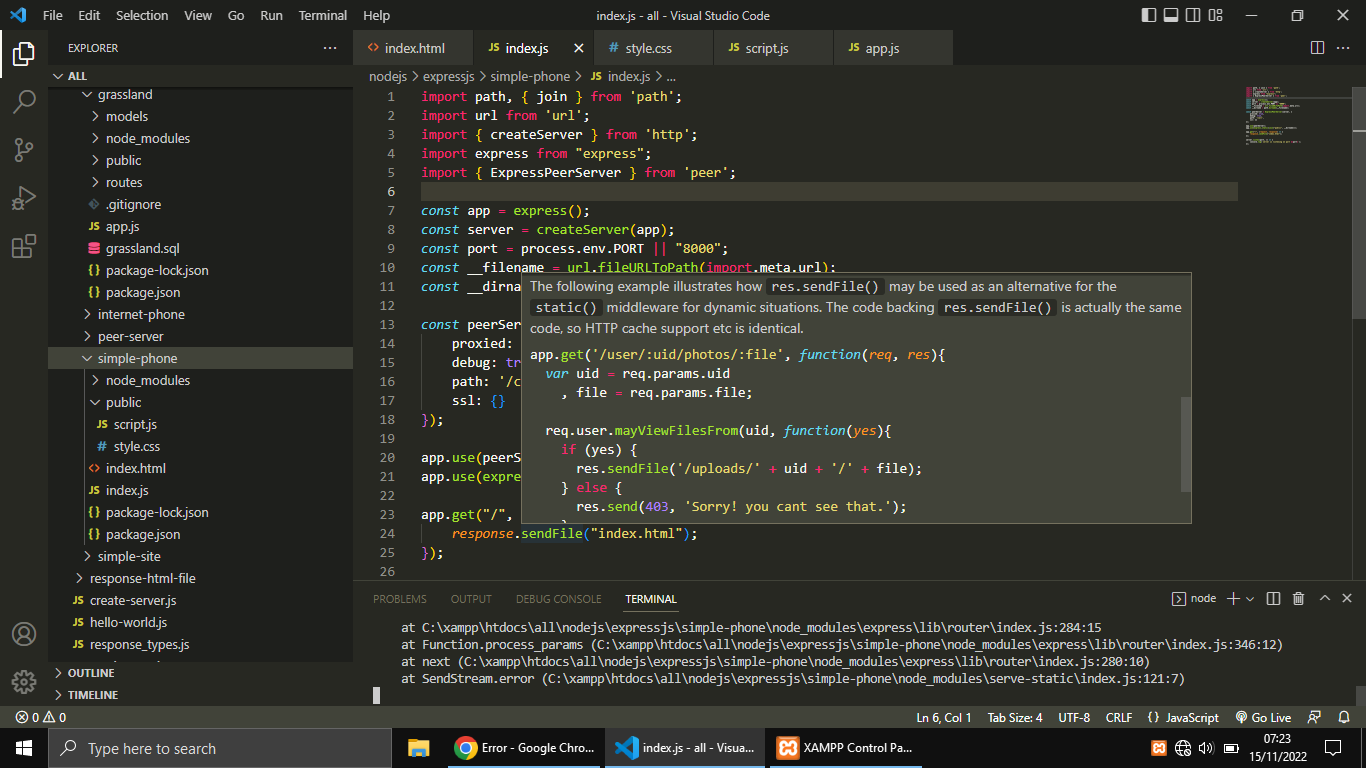 File Edit Selection View Go Run Terminal Help
index.js - all - Visual Studio Code
EXPLORER
ALL
grassland
models
node_modules
public
routes
.gitignore
JS app.js
grassland.sql
{} package-lock.json
{} package.json
internet-phone
peer-server
simple-phone
node_modules
public
JS script.js
# style.css
<> index.html
JS index.js
{} package-lock.json
{} package.json
simple-site
response-html-file
JS create-server.js
JS hello-world.js
JS response_types.js
OUTLINE
TIMELINE
<> index.html
JS index.js
# style.css
JS script.js
JS app.js
nodejs > expressjs > simple-phone > JS index.js > ...
1 import path, { join } from 'path';
2 import url from 'url';
3 import { createServer } from 'http';
4 import express from "express";
5 import { ExpressPeerServer } from 'peer';
6
7 const app = express();
8 const server = createServer(app);
9 const port = process.env.PORT || "8000";
10 const __filename = url.fileURLToPath(import.meta.url);
11 const __dirna
12
13 const peerSer
14 proxied:
15 debug: tr
16 path: '/c
17 ssl: {}
18 });
19
20 app.use(peerS
21 app.use(expre
22
23 app.get("/",
24 response.sendFile("index.html");
25 });
26
The following example illustrates how res.sendFile() may be used as an alternative for the
static() middleware for dynamic situations. The code backing res.sendFile() is actually the same
code, so HTTP cache support etc is identical.
app.get('/user/:uid/photos/:file', function(req, res){
var uid = req.params.uid
, file = req.params.file;
req.user.mayViewFilesFrom(uid, function(yes){
if (yes) {
res.sendFile('/uploads/' + uid + '/' + file);
} else {
res.send(403, 'Sorry! you cant see that.');
PROBLEMS OUTPUT DEBUG CONSOLE TERMINAL
node
at C:\xampp\htdocs\all\nodejs\expressjs\simple-phone\node_modules\express\lib\router\index.js:284:15
at Function.process_params (C:\xampp\htdocs\all\nodejs\expressjs\simple-phone\node_modules\express\lib\router\index.js:346:12)
at next (C:\xampp\htdocs\all\nodejs\expressjs\simple-phone\node_modules\express\lib\router\index.js:280:10)
at SendStream.error (C:\xampp\htdocs\all\nodejs\expressjs\simple-phone\node_modules\serve-static\index.js:121:7)
0 0
Ln 6, Col 1 Tab Size: 4 UTF-8 CRLF {} JavaScript Go Live
Type here to search
Error - Google Chro...
index.js - all - Visua...
XAMPP Control Pa...
07:23
15/11/2022